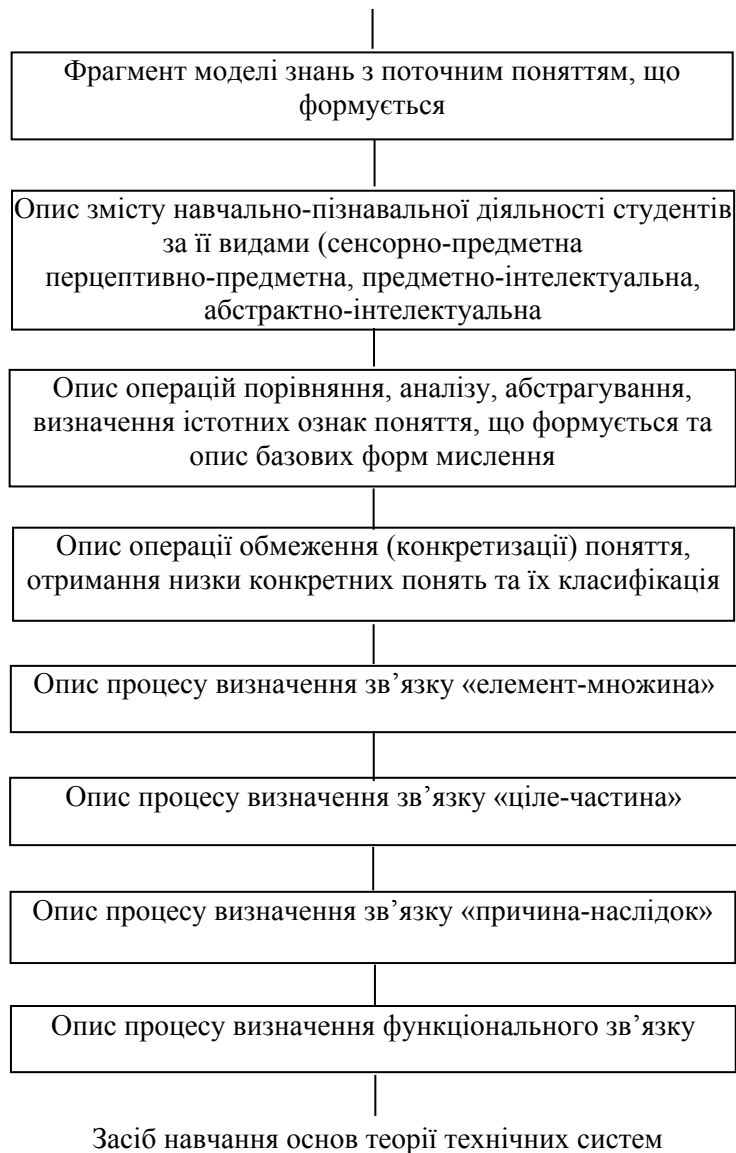 Фрагмент моделі знань з поточним поняттям, що
формується
Опис змісту навчально-пізнавальної діяльності студентів
за її видами (сенсорно-предметна
перцептивно-предметна, предметно-інтелектуальна,
абстрактно-інтелектуальна
Опис операцій порівняння, аналізу, абстрагування,
визначення істотних ознак поняття, що формується та
опис базових форм мислення
Опис операції обмеження (конкретизації) поняття,
отримання низки конкретних понять та їх класифікація
Опис процесу визначення зв’язку «елемент-множина»
Опис процесу визначення зв’язку «ціле-частина»
Опис процесу визначення зв’язку «причина-наслідок»
Опис процесу визначення функціонального зв’язку
Засіб навчання основ теорії технічних систем